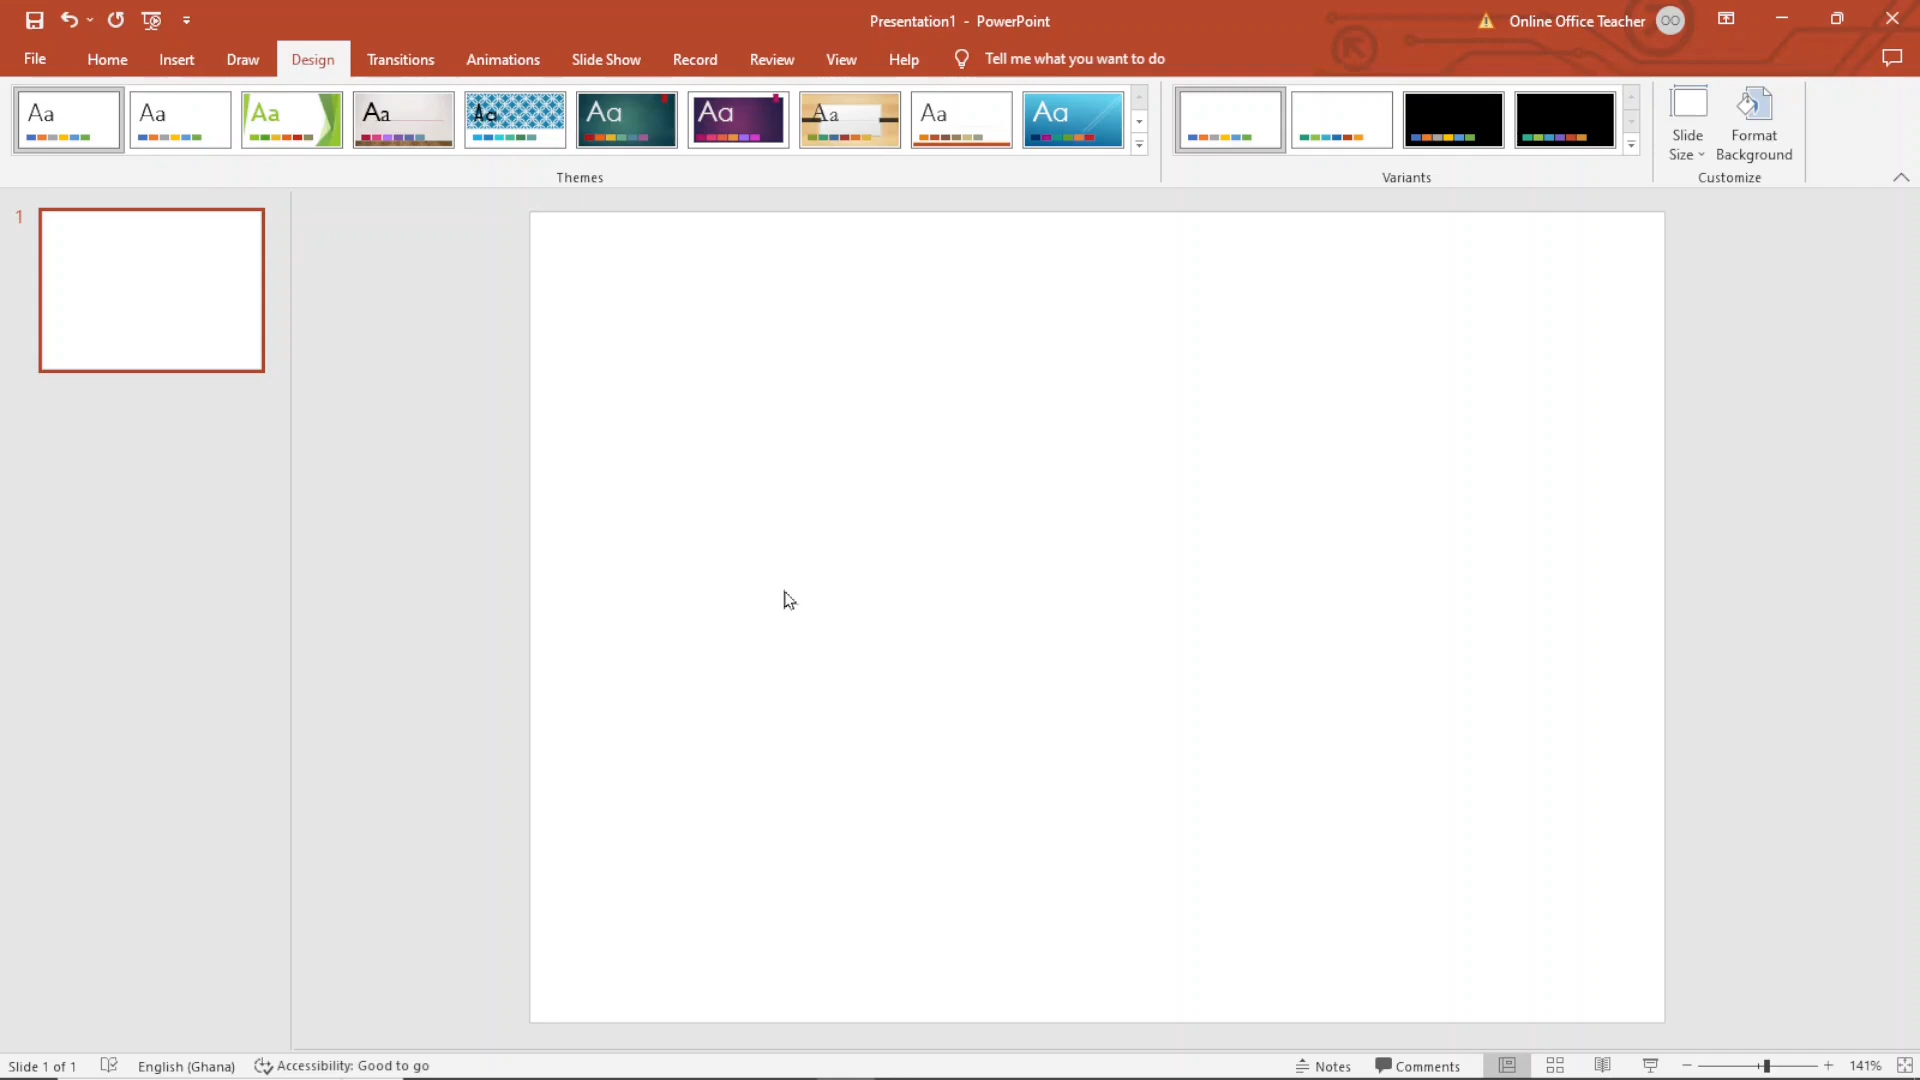 Presentation1 - PowerPoint
Online Office Teacher OO
File Home Insert Draw Design Transitions Animations Slide Show Record Review View Help Tell me what you want to do
Aa Aa Aa Aa Aa Aa Aa Aa Aa Aa
Slide Size
Format Background
Themes
Variants
Customize
1
Slide 1 of 1 English (Ghana) Accessibility: Good to go Notes Comments 141%